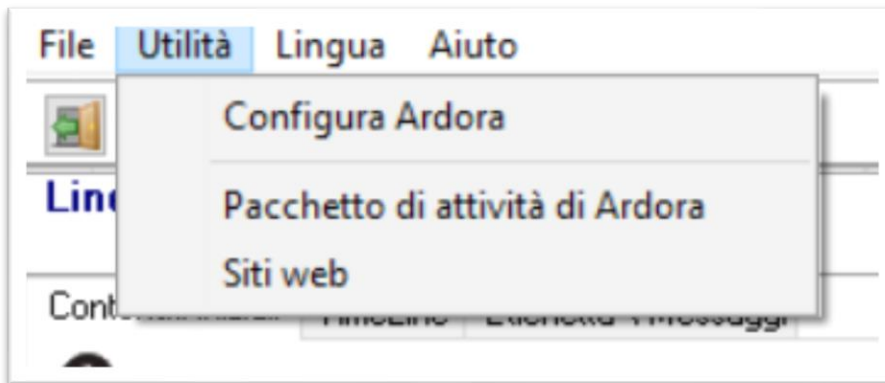 File Utilità Lingua Aiuto
Configura Ardora
Pacchetto di attività di Ardora
Siti web